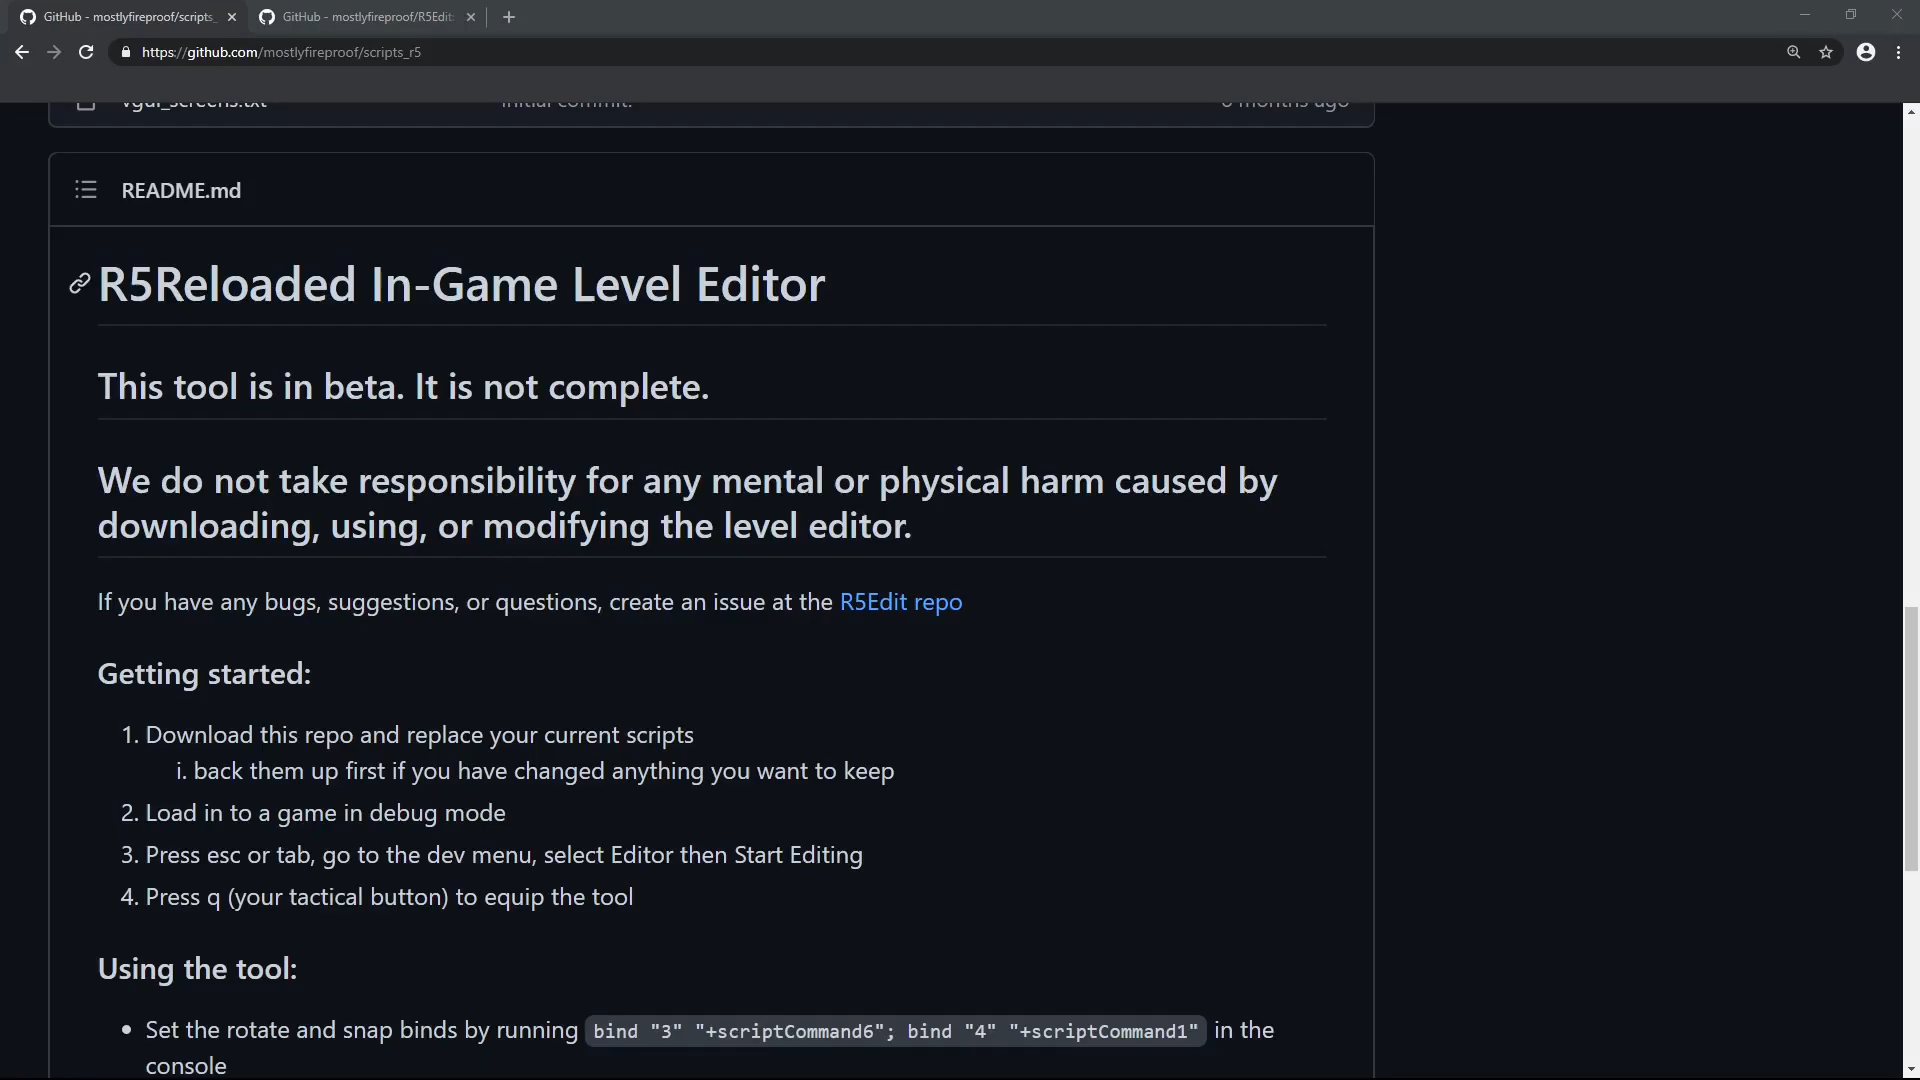 GitHub - mostlyfireproof/scripts_
GitHub - mostlyfireproof/R5Edit
https://github.com/mostlyfireproof/scripts_r5
vgui_screens.txt
initial commit.
6 months ago
README.md
R5Reloaded In-Game Level Editor
This tool is in beta. It is not complete.
We do not take responsibility for any mental or physical harm caused by
downloading, using, or modifying the level editor.
If you have any bugs, suggestions, or questions, create an issue at the R5Edit repo
Getting started:
1. Download this repo and replace your current scripts
i. back them up first if you have changed anything you want to keep
2. Load in to a game in debug mode
3. Press esc or tab, go to the dev menu, select Editor then Start Editing
4. Press q (your tactical button) to equip the tool
Using the tool:
• Set the rotate and snap binds by running bind "3" "+scriptCommand6"; bind "4" "+scriptCommand1" in the
console